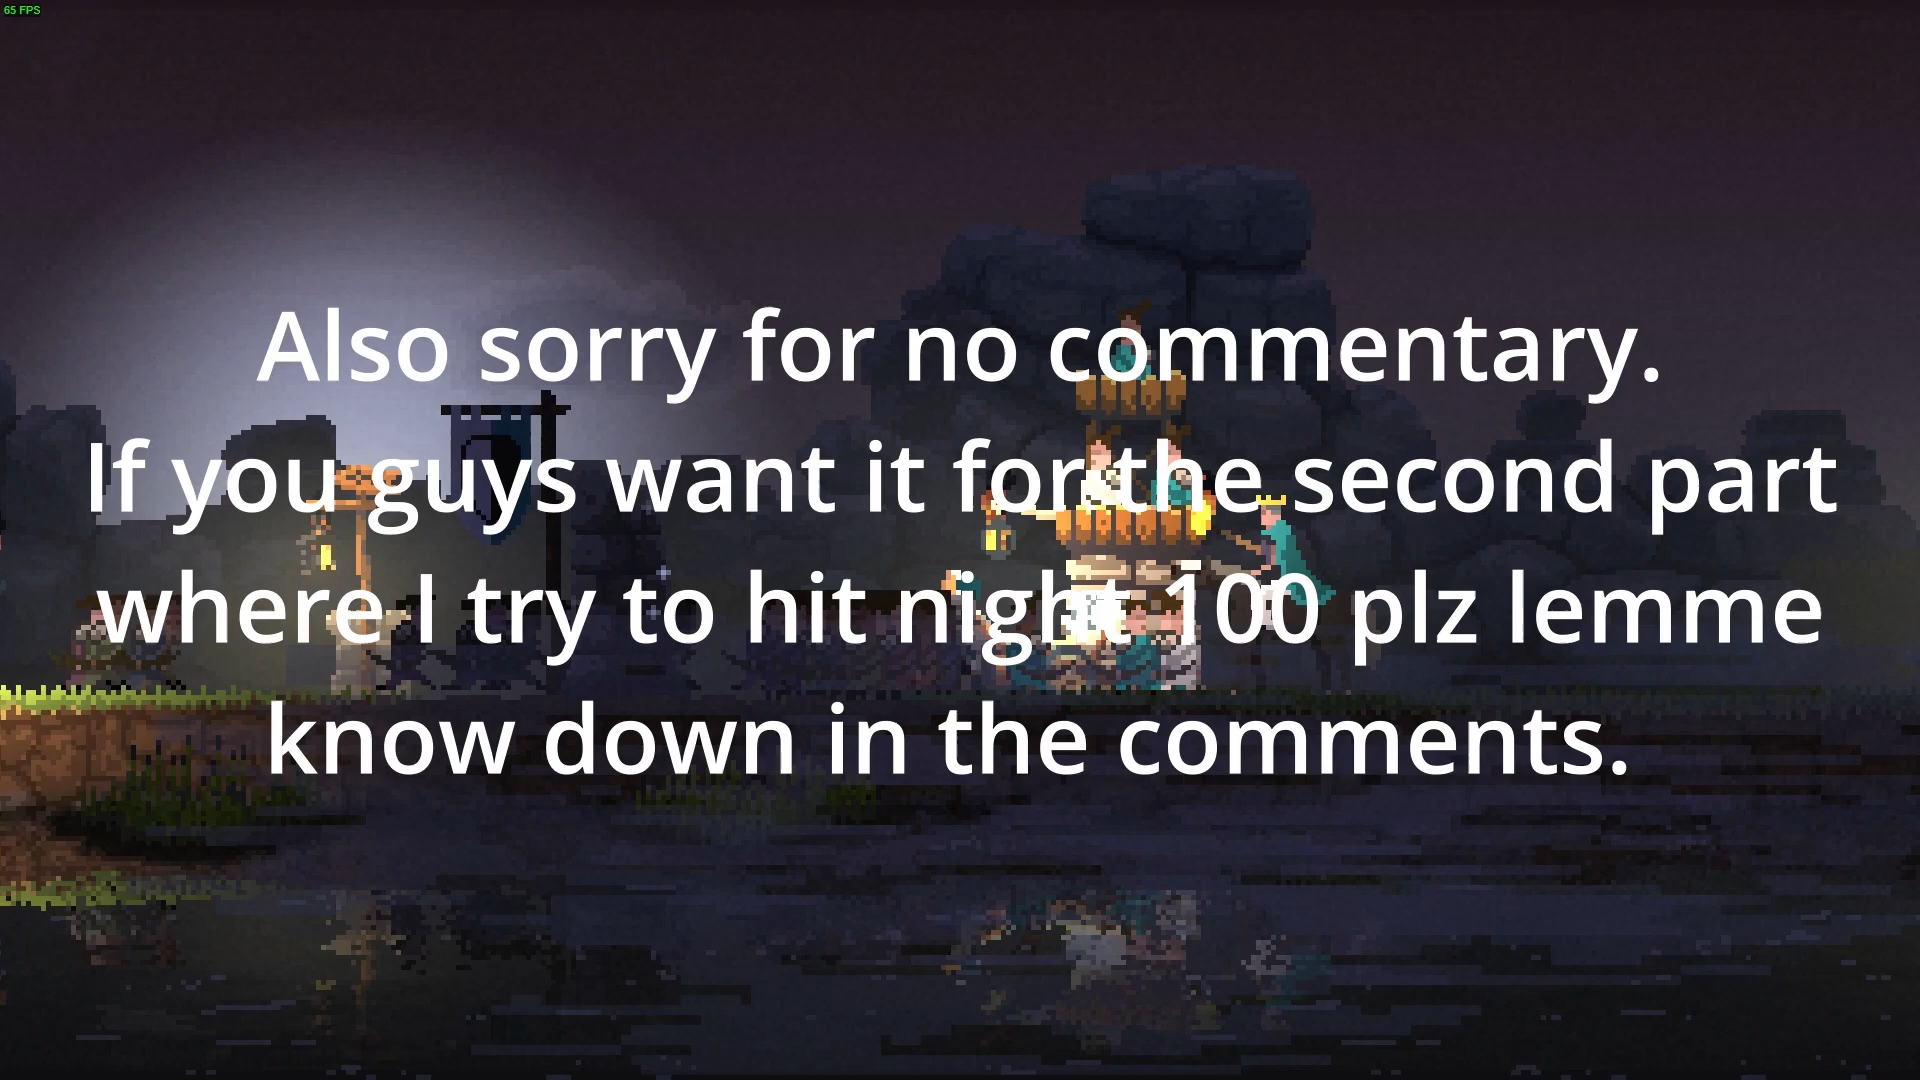 65 FPS
Also sorry for no commentary.
If you guys want it for the second part
where I try to hit night 100 plz lemme
know down in the comments.